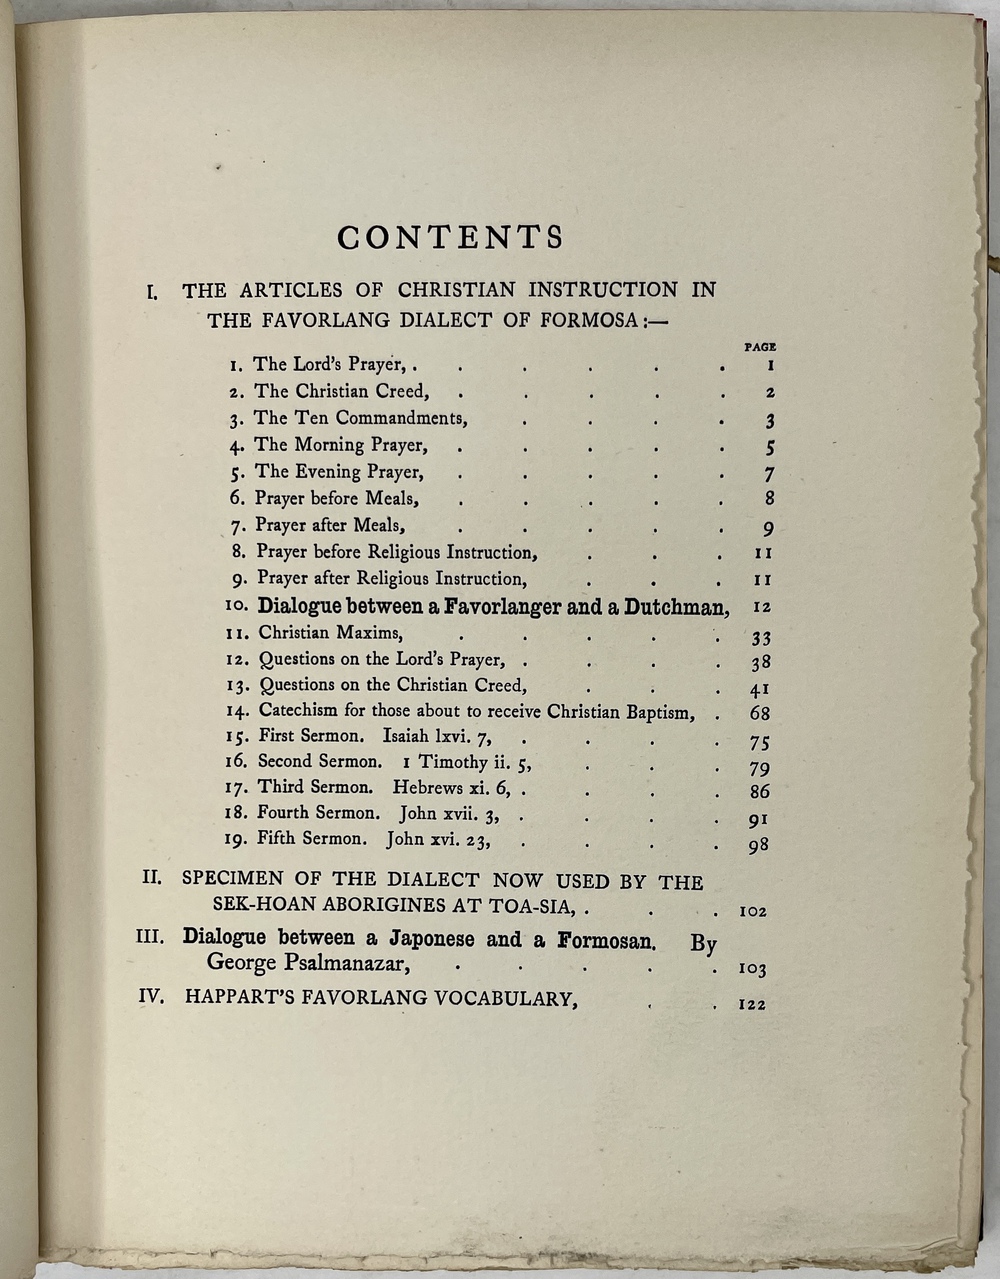 CONTENTS
I. THE ARTICLES OF CHRISTIAN INSTRUCTION IN
THE FAVORLANG DIALECT OF FORMOSA:—
PAGE
1. The Lord's Prayer, . . . . . . 1
2. The Christian Creed, . . . . . 2
3. The Ten Commandments, . . . . 3
4. The Morning Prayer, . . . . . 5
5. The Evening Prayer, . . . . . 7
6. Prayer before Meals, . . . . . 8
7. Prayer after Meals, . . . . . 9
8. Prayer before Religious Instruction, . . . 11
9. Prayer after Religious Instruction, . . . 11
10. Dialogue between a Favorlanger and a Dutchman, 12
11. Christian Maxims, . . . . . 33
12. Questions on the Lord's Prayer, . . . . 38
13. Questions on the Christian Creed, . . . 41
14. Catechism for those about to receive Christian Baptism, . 68
15. First Sermon. Isaiah lxvi. 7, . . . . 75
16. Second Sermon. 1 Timothy ii. 5, . . . 79
17. Third Sermon. Hebrews xi. 6, . . . . 86
18. Fourth Sermon. John xvii. 3, . . . . 91
19. Fifth Sermon. John xvi. 23, . . . . 98
II. SPECIMEN OF THE DIALECT NOW USED BY THE
SEK-HOAN ABORIGINES AT TOA-SIA, . . . 102
III. Dialogue between a Japonese and a Formosan. By
George Psalmanazar, . . . . . 103
IV. HAPPART'S FAVORLANG VOCABULARY, . . 122